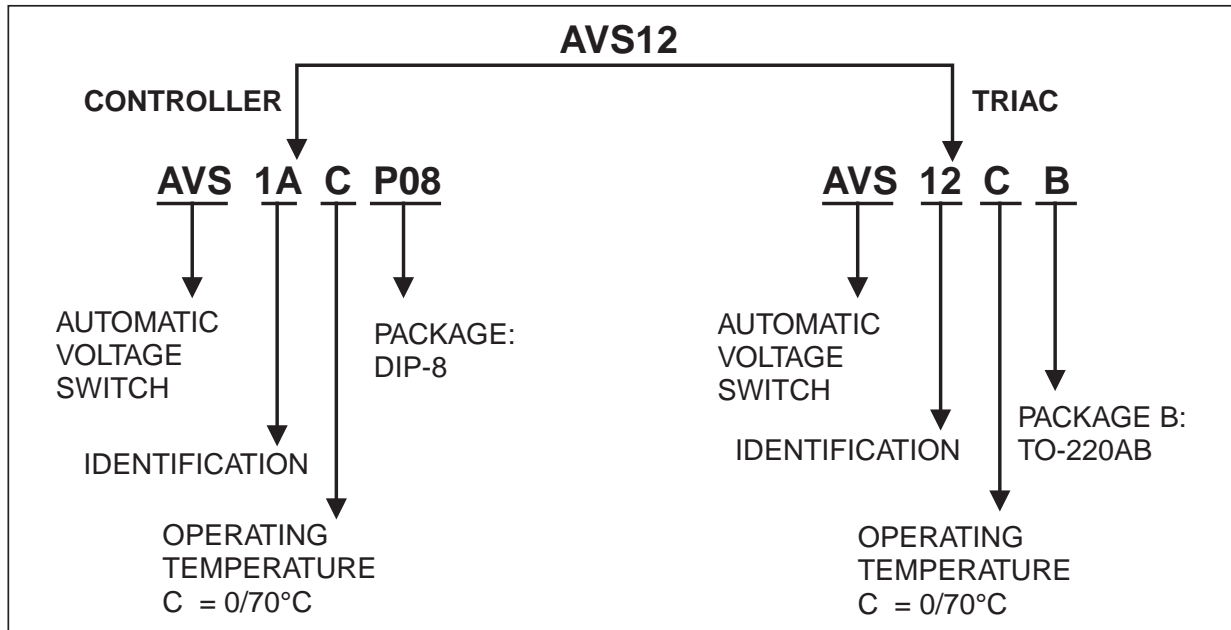 AVS12
CONTROLLER
TRIAC
AVS 1A C P08
AUTOMATIC
VOLTAGE
SWITCH
PACKAGE:
DIP-8
IDENTIFICATION
OPERATING
TEMPERATURE
C = 0/70°C
AVS 12 C B
AUTOMATIC
VOLTAGE
SWITCH
PACKAGE B:
TO-220AB
IDENTIFICATION
OPERATING
TEMPERATURE
C = 0/70°C